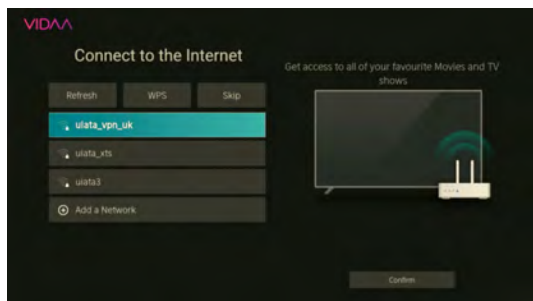 VIDAA
Connect to the Internet
Get access to all of your favourite Movies and TV
shows
Refresh WPS Skip
ulata_vpn_uk
ulata_xts
ulata3
Add a Network
Confirm